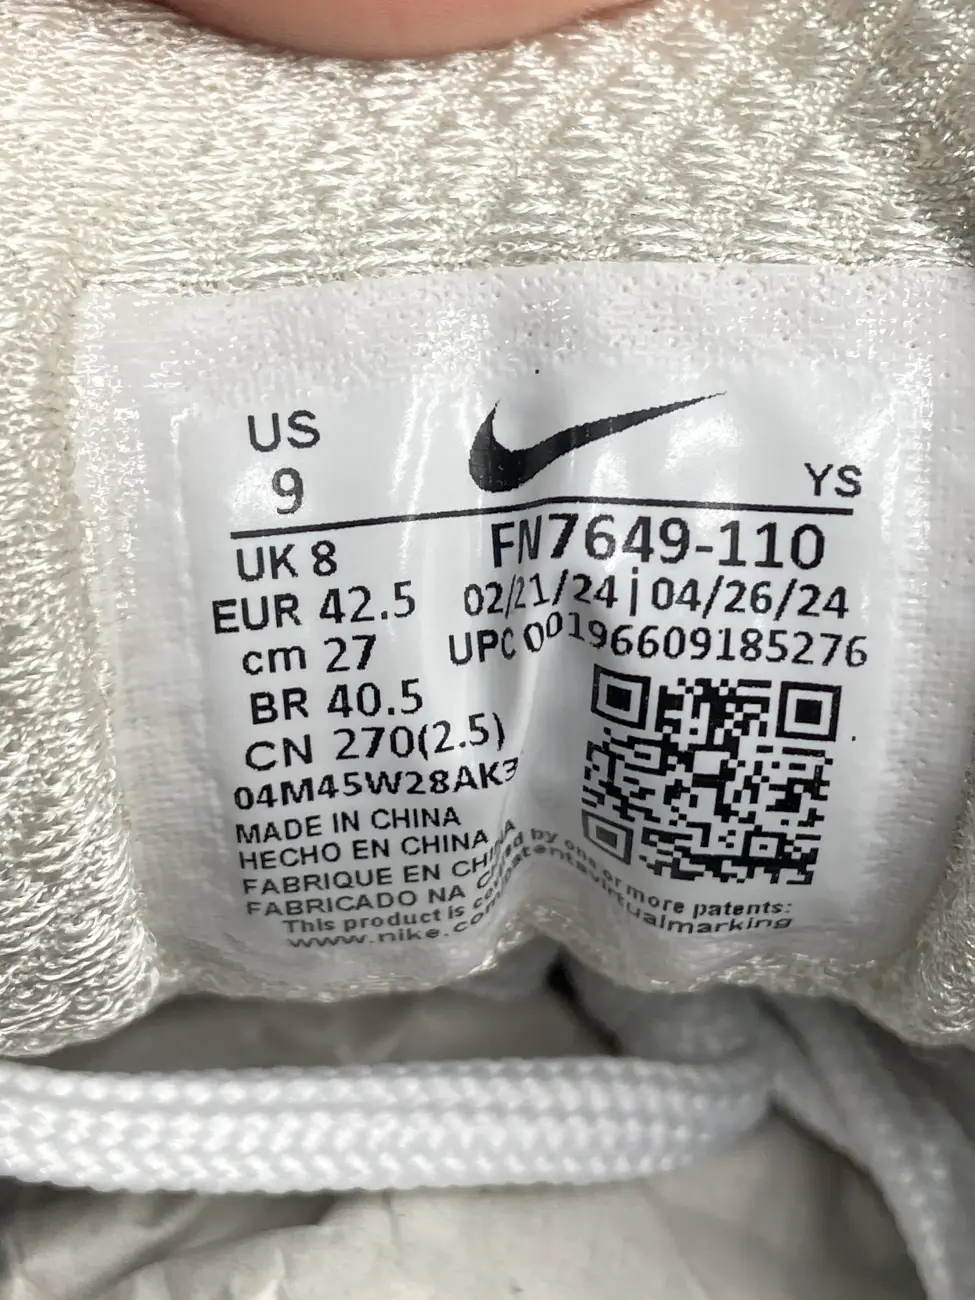 US
9
YS
UK 8
FN7649-110
EUR 42.5
02/21/24 | 04/26/24
cm 27
UPC 00196609185276
BR 40.5
CN 270(2.5)
04M45W28AK3
MADE IN CHINA
HECHO EN CHINA
FABRIQUE EN CHINA
FABRICADO NA
This product is covered by one or more patents:
www.nike.com/patentsvirtualmarking